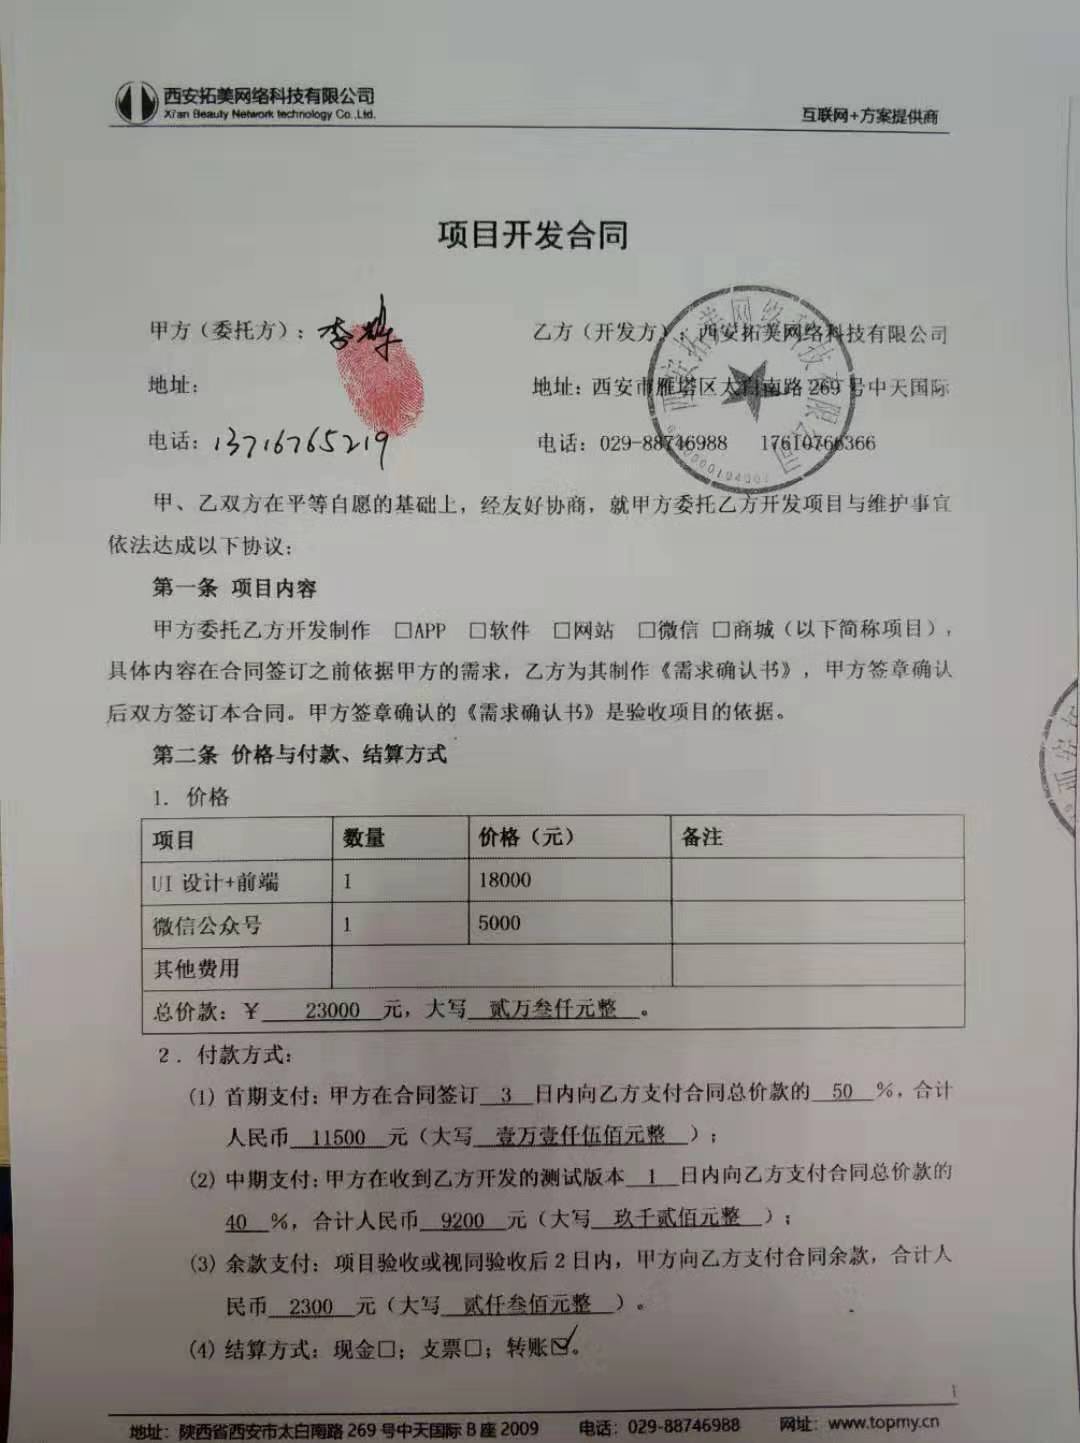 西安拓美网络科技有限公司
Xi'an Beauty Network technology Co.,Ltd.
互联网+方案提供商
项目开发合同
甲方（委托方）：李
乙方（开发方）：西安拓美网络科技有限公司
地址：
地址：西安市雁塔区太白南路 269 号中天国际
电话：13716765219
电话：029-88746988 17610766366
西安拓美网络科技有限公司
甲、乙双方在平等自愿的基础上，经友好协商，就甲方委托乙方开发项目与维护事宜
依法达成以下协议：
第一条 项目内容
甲方委托乙方开发制作 □APP □软件 □网站 □微信 □商城（以下简称项目），
具体内容在合同签订之前依据甲方的需求，乙方为其制作《需求确认书》，甲方签章确认
后双方签订本合同。甲方签章确认的《需求确认书》是验收项目的依据。
第二条 价格与付款、结算方式
1. 价格
项目 数量 价格（元） 备注
UI 设计+前端 1 18000
微信公众号 1 5000
其他费用
总价款：￥ 23000 元，大写 贰万叁仟元整 。
2．付款方式：
(1) 首期支付：甲方在合同签订 3 日内向乙方支付合同总价款的 50 %，合计
人民币 11500 元（大写 壹万壹仟伍佰元整 ）；
(2) 中期支付：甲方在收到乙方开发的测试版本 1 日内向乙方支付合同总价款的
40 %，合计人民币 9200 元（大写 玖千贰佰元整 ）；
(3) 余款支付：项目验收或视同验收后 2 日内，甲方向乙方支付合同余款，合计人
民币 2300 元（大写 贰仟叁佰元整 ）。
(4) 结算方式：现金□；支票□；转账☑。
1
地址：陕西省西安市太白南路 269 号中天国际 B 座 2009 电话：029-88746988 网址：www.topmy.cn